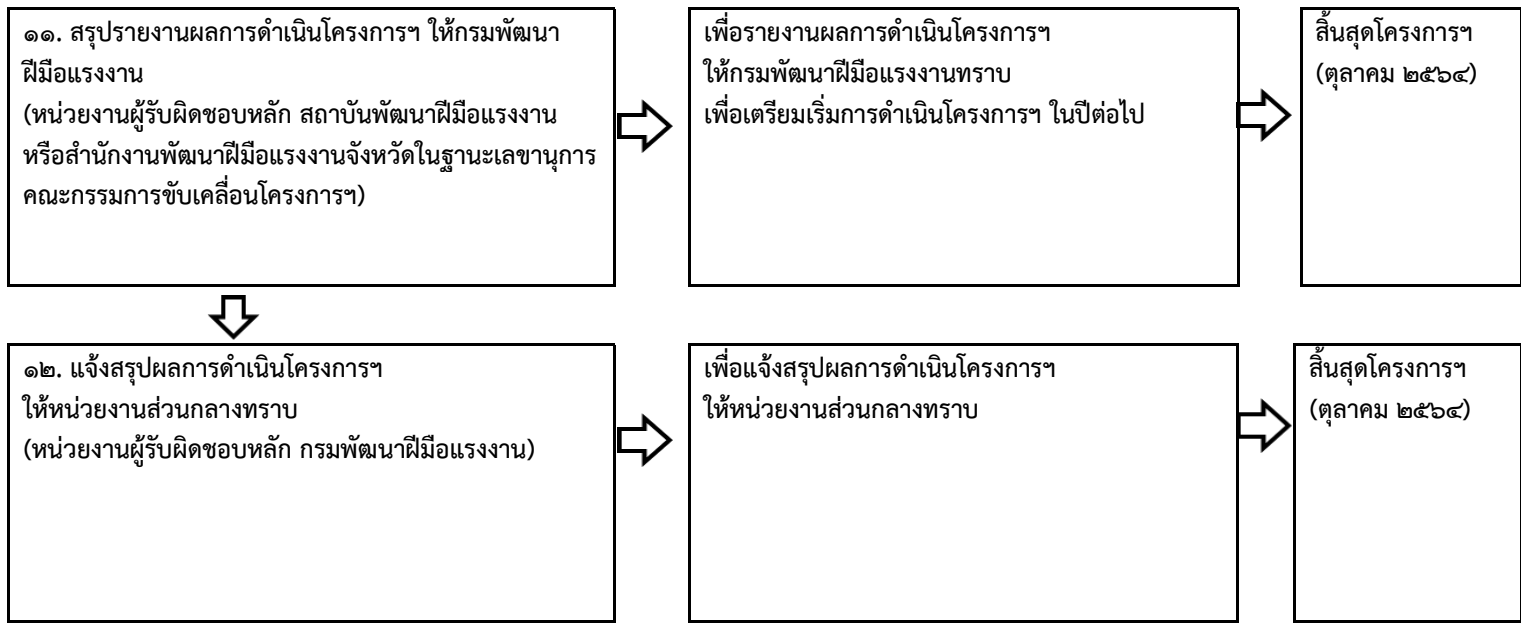 ๑๑. สรุปรายงานผลการดำเนินโครงการฯ ให้กรมพัฒนา
ฝีมือแรงงาน
(หน่วยงานผู้รับผิดชอบหลัก สถาบันพัฒนาฝีมือแรงงาน
หรือสำนักงานพัฒนาฝีมือแรงงานจังหวัดในฐานะเลขานุการ
คณะกรรมการขับเคลื่อนโครงการฯ)
เพื่อรายงานผลการดำเนินโครงการฯ
ให้กรมพัฒนาฝีมือแรงงานทราบ
เพื่อเตรียมเริ่มการดำเนินโครงการฯ ในปีต่อไป
สิ้นสุดโครงการฯ
(ตุลาคม ๒๕๖๔)
๑๒. แจ้งสรุปผลการดำเนินโครงการฯ
ให้หน่วยงานส่วนกลางทราบ
(หน่วยงานผู้รับผิดชอบหลัก กรมพัฒนาฝีมือแรงงาน)
เพื่อแจ้งสรุปผลการดำเนินโครงการฯ
ให้หน่วยงานส่วนกลางทราบ
สิ้นสุดโครงการฯ
(ตุลาคม ๒๕๖๔)